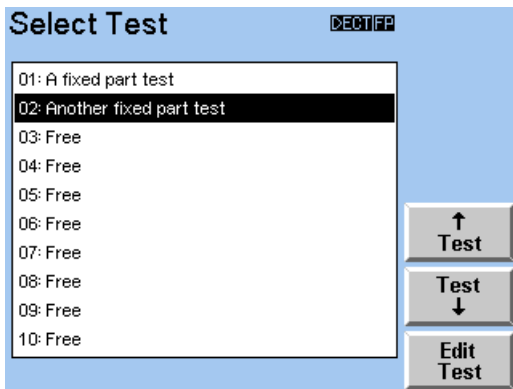 Select Test
DECT FP
01: A fixed part test
02: Another fixed part test
03: Free
04: Free
05: Free
06: Free
07: Free
08: Free
09: Free
10: Free
↑
Test
Test
↓
Edit
Test